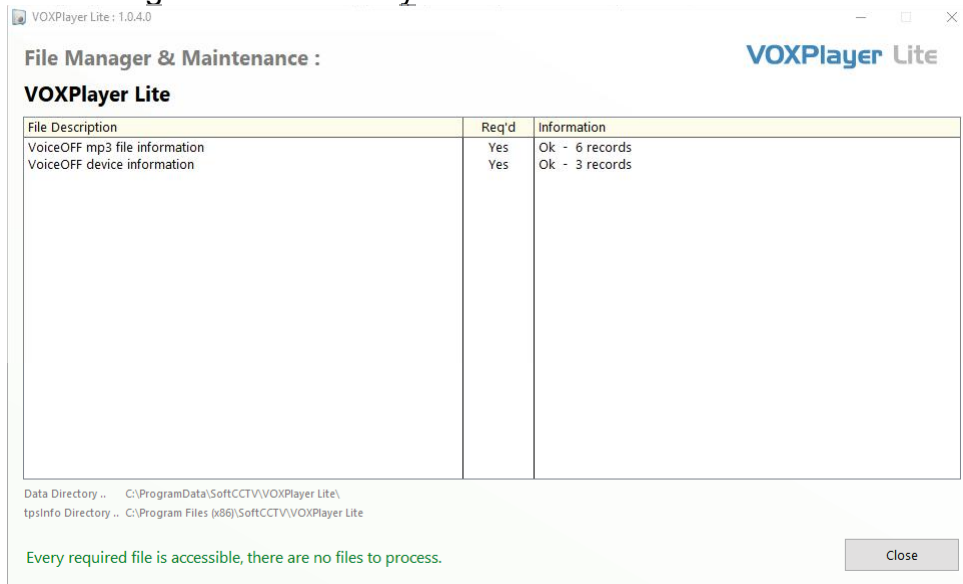 VOXPlayer Lite : 1.0.4.0
File Manager & Maintenance :
VOXPlayer Lite
VOXPlayer Lite
File Description Req'd Information
VoiceOFF mp3 file information Yes Ok - 6 records
VoiceOFF device information Yes Ok - 3 records
Data Directory .. C:\ProgramData\SoftCCTV\VOXPlayer Lite\
tpsInfo Directory .. C:\Program Files (x86)\SoftCCTV\VOXPlayer Lite
Every required file is accessible, there are no files to process.
Close